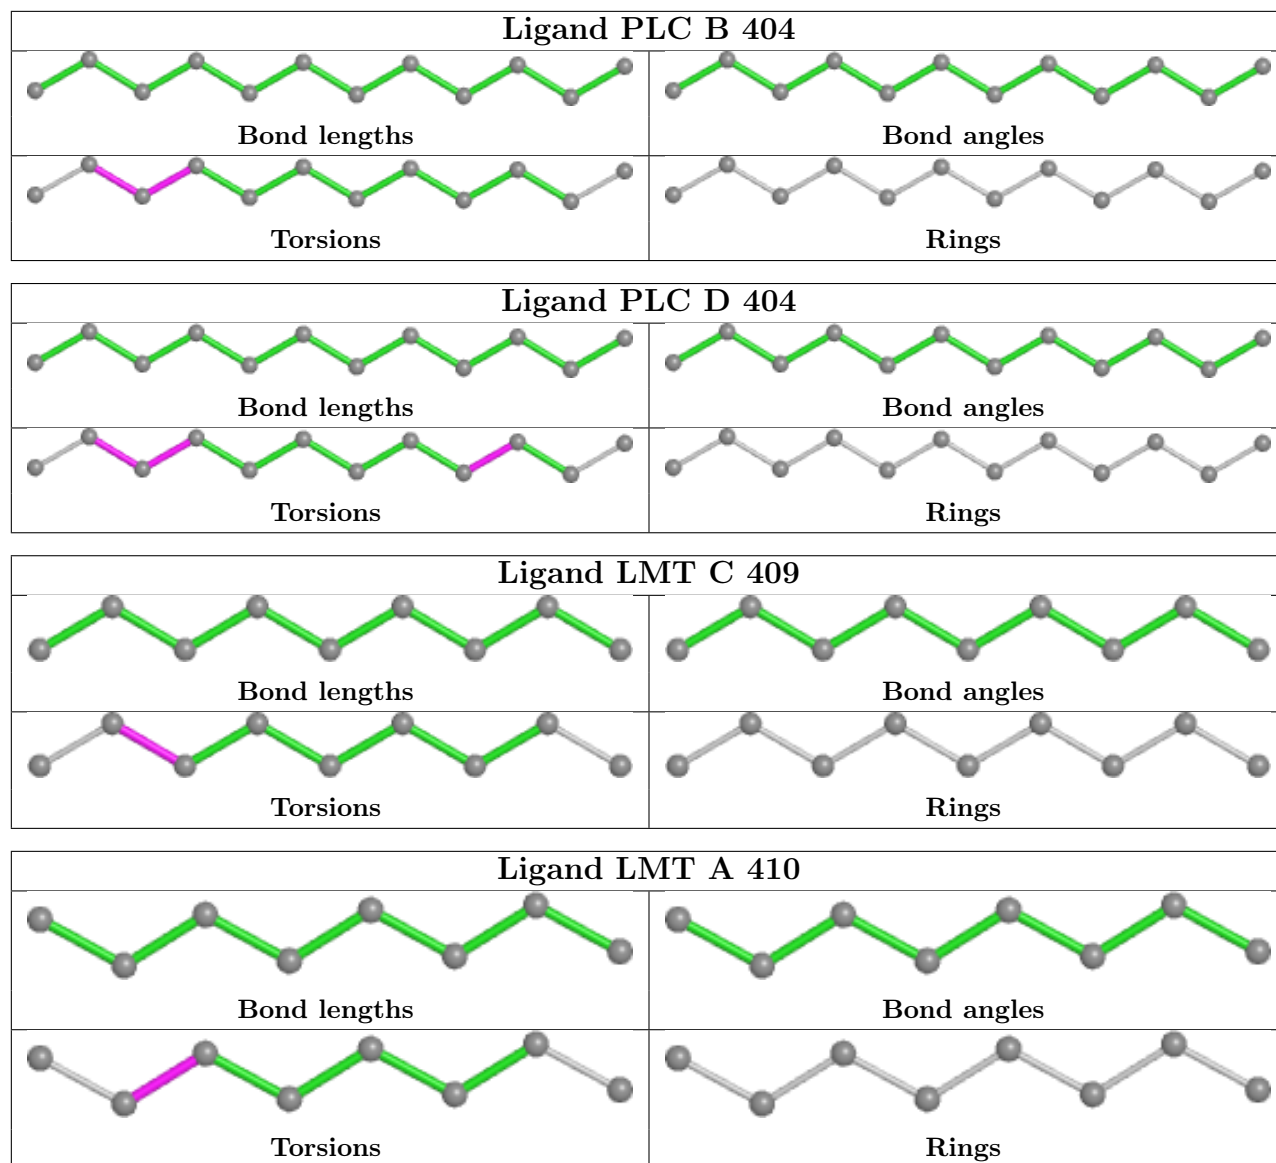 Ligand PLC B 404
Bond lengths Bond angles
Torsions Rings
Ligand PLC D 404
Bond lengths Bond angles
Torsions Rings
Ligand LMT C 409
Bond lengths Bond angles
Torsions Rings
Ligand LMT A 410
Bond lengths Bond angles
Torsions Rings